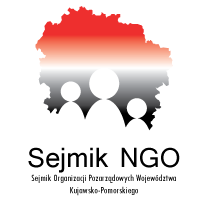 Sejmik NGO
Sejmik Organizacji Pozarządowych Województwa
Kujawsko-Pomorskiego